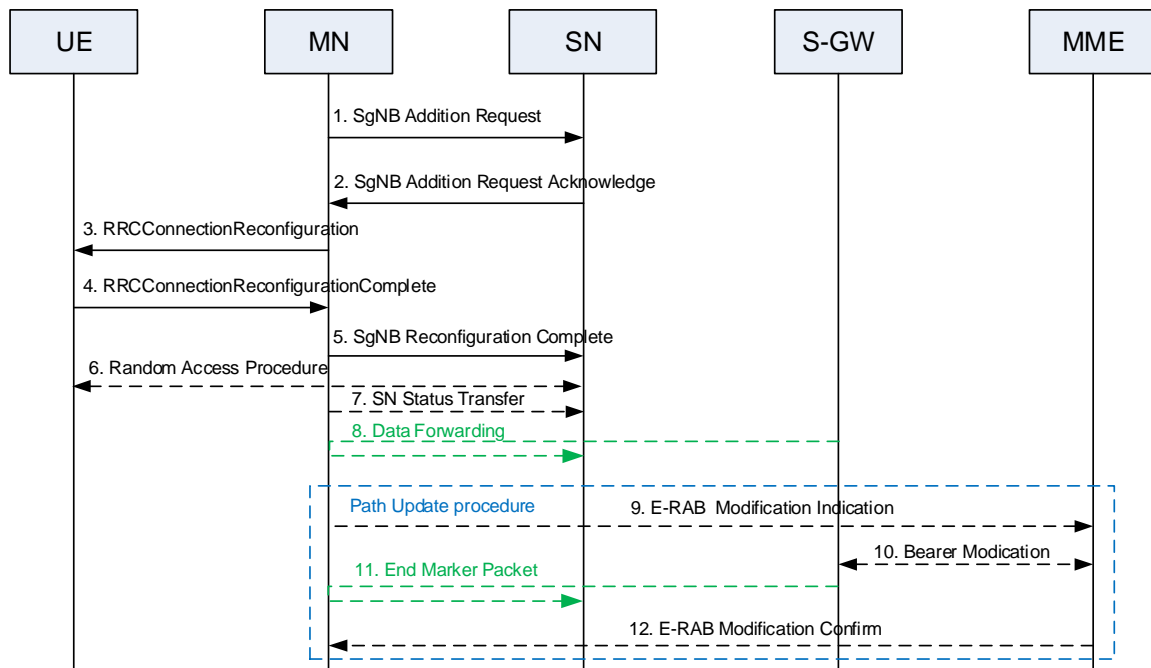 UE
MN
SN
S-GW
MME
1. SgNB Addition Request
2. SgNB Addition Request Acknowledge
3. RRCConnectionReconfiguration
4. RRCConnectionReconfigurationComplete
5. SgNB Reconfiguration Complete
6. Random Access Procedure
7. SN Status Transfer
8. Data Forwarding
Path Update procedure
9. E-RAB Modification Indication
10. Bearer Modication
11. End Marker Packet
12. E-RAB Modification Confirm